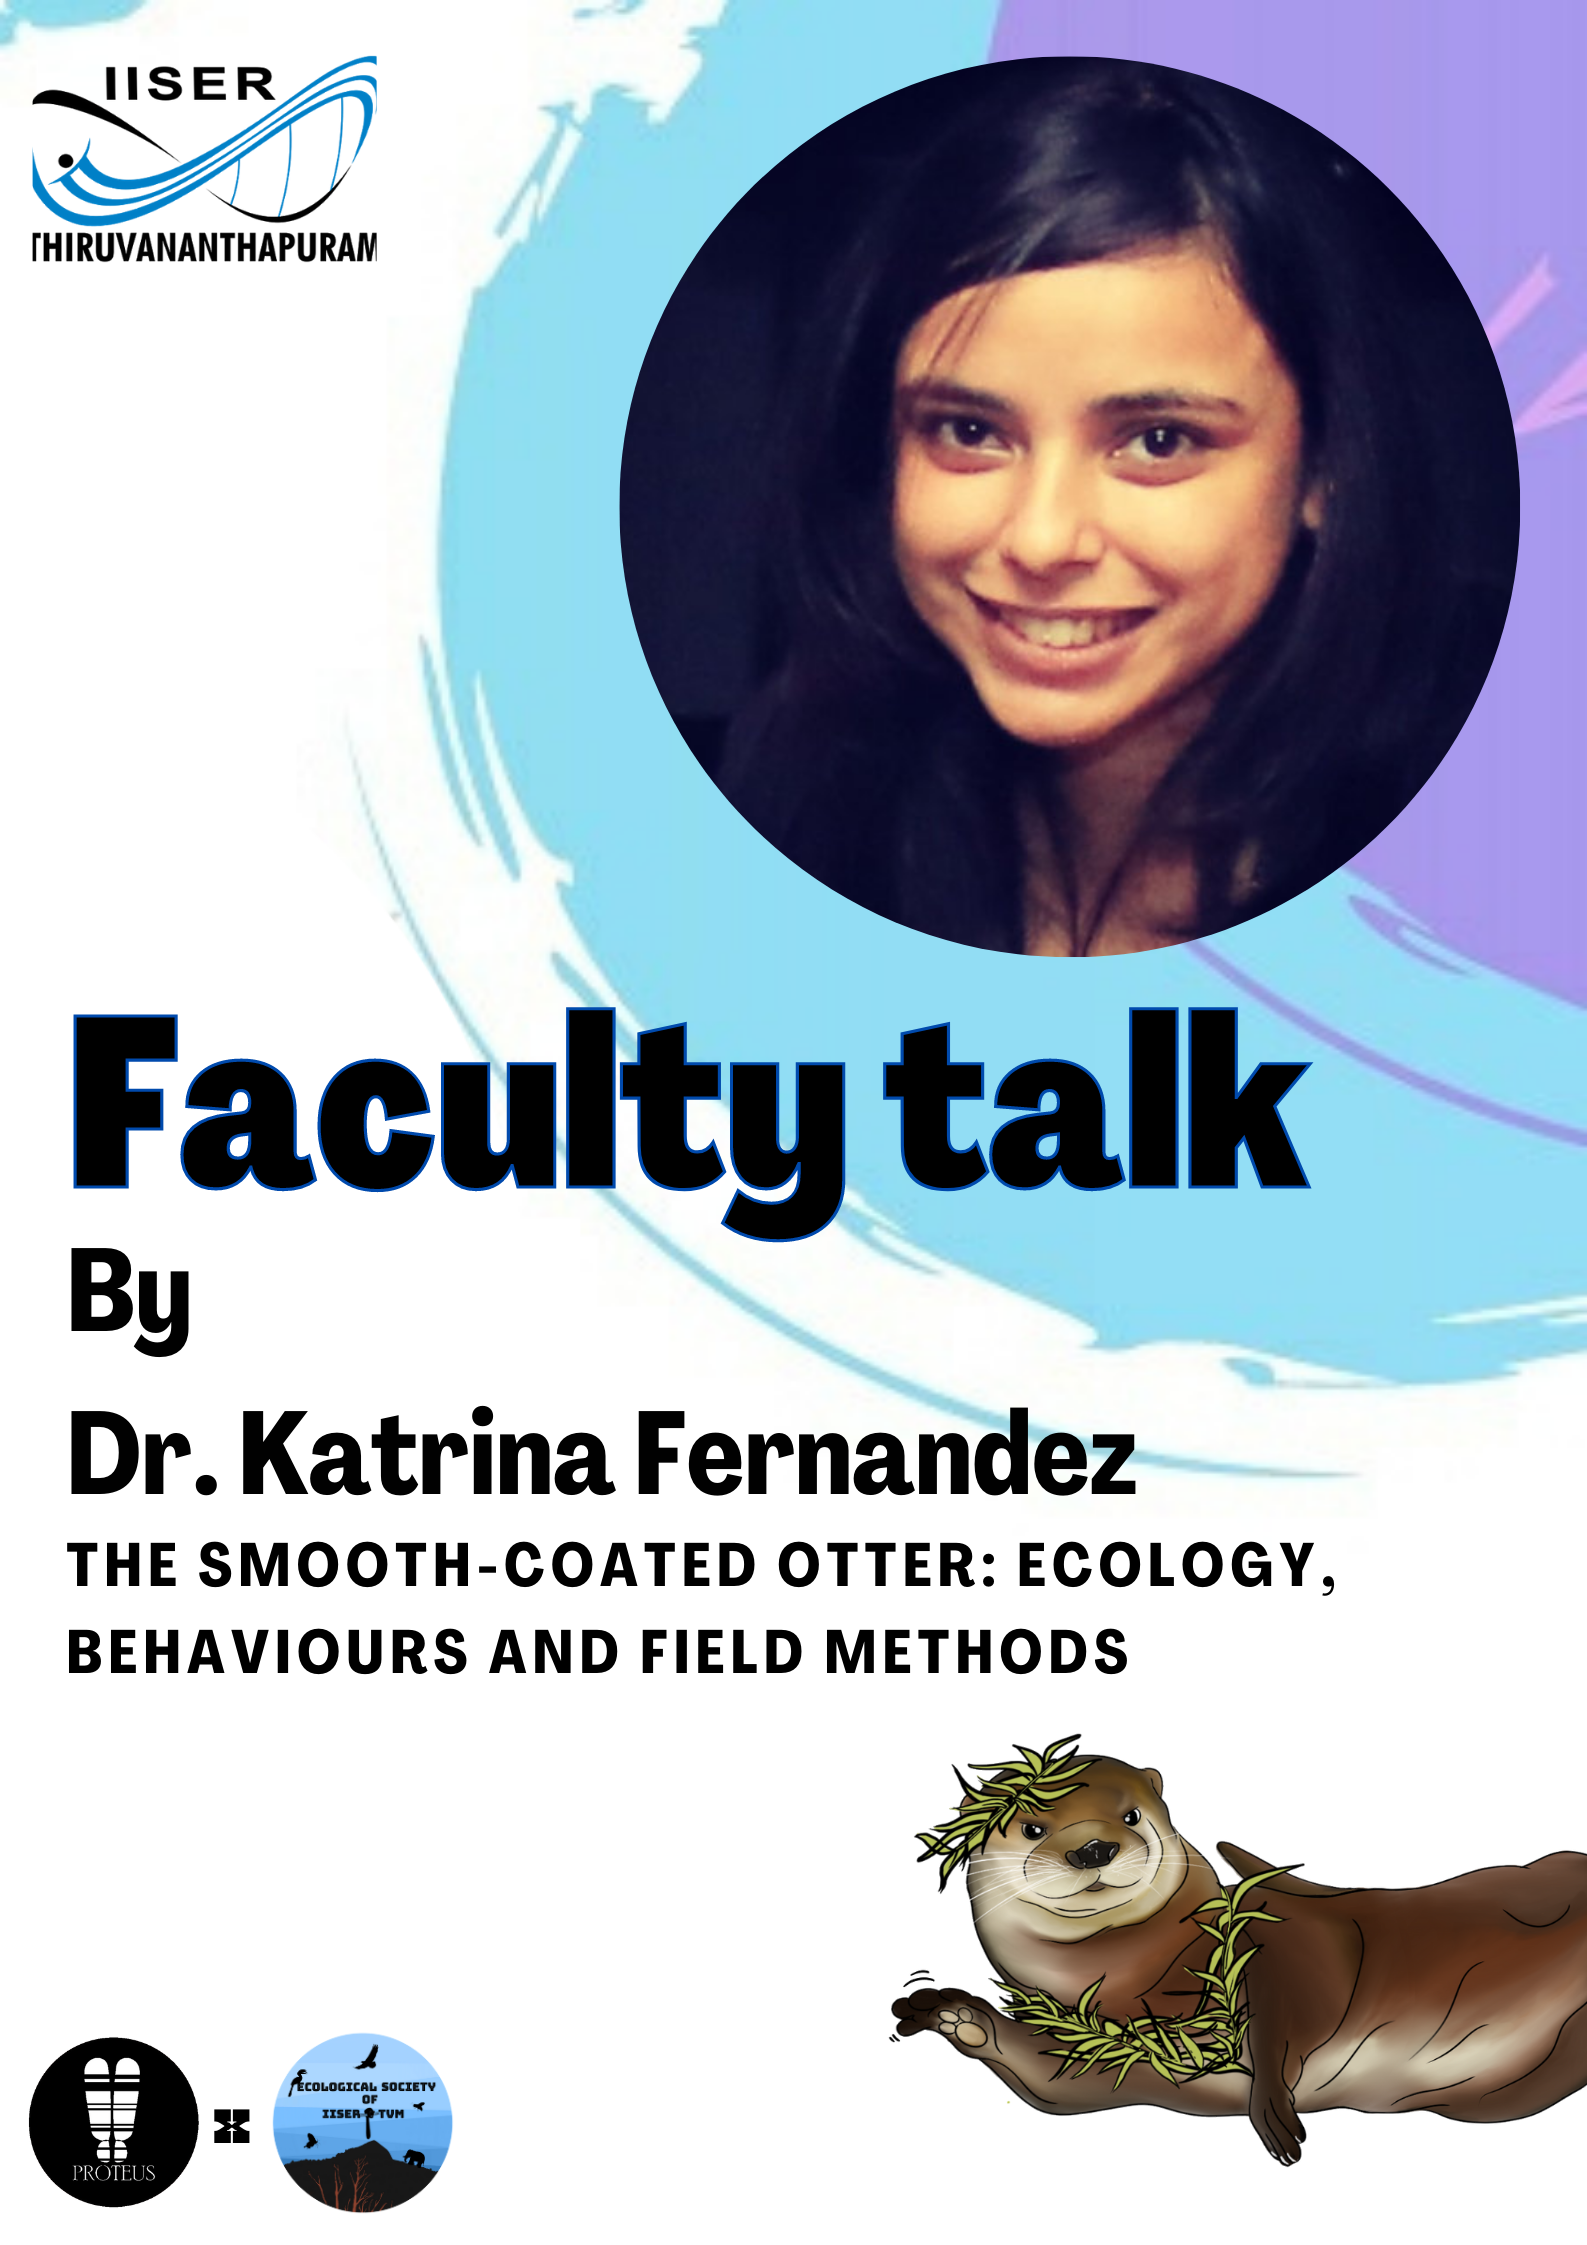 IISER
THIRUVANANTHAPURAM
Faculty talk
By
Dr. Katrina Fernandez
THE SMOOTH-COATED OTTER: ECOLOGY,
BEHAVIOURS AND FIELD METHODS
PROTEUS
X
ECOLOGICAL SOCIETY
OF
IISER TVM